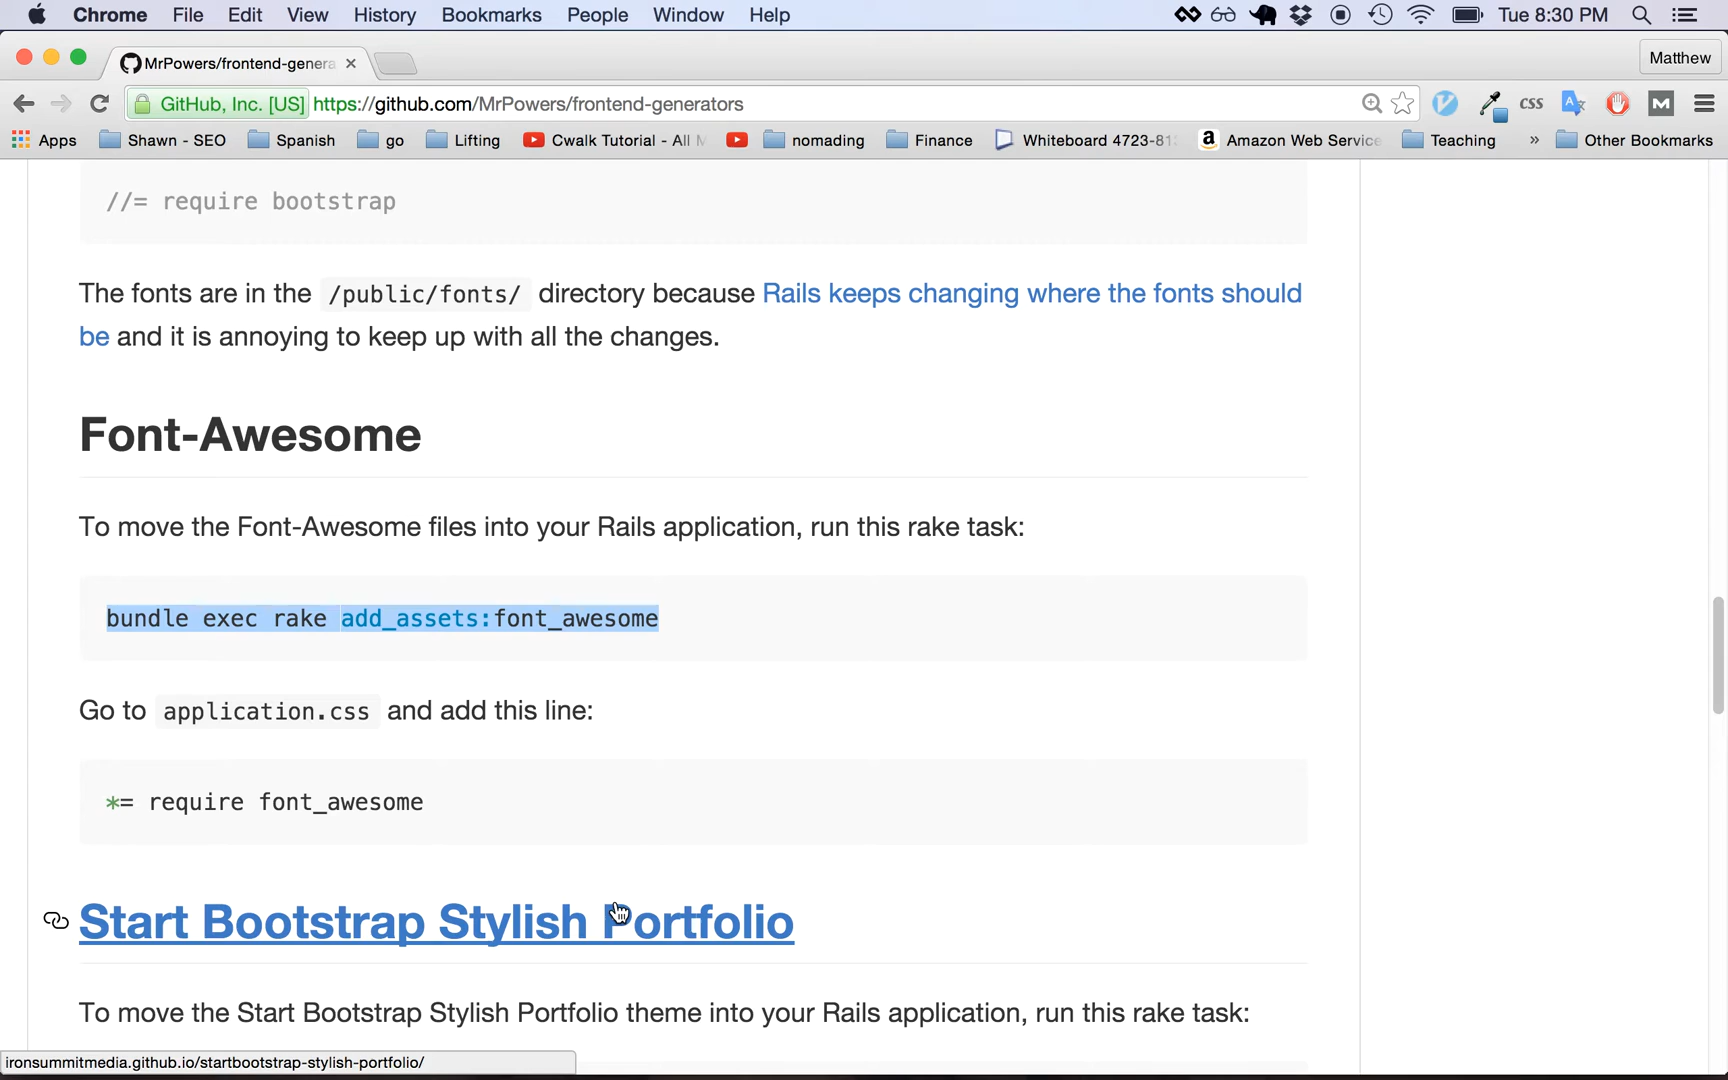 Chrome File Edit View History Bookmarks People Window Help Tue 8:30 PM
MrPowers/frontend-genera Matthew
GitHub, Inc. [US] https://github.com/MrPowers/frontend-generators CSS M
Apps Shawn - SEO Spanish go Lifting Cwalk Tutorial - All nomading Finance Whiteboard 4723-81 Amazon Web Service Teaching » Other Bookmarks
//= require bootstrap
The fonts are in the /public/fonts/ directory because Rails keeps changing where the fonts should
be and it is annoying to keep up with all the changes.
Font-Awesome
To move the Font-Awesome files into your Rails application, run this rake task:
bundle exec rake add_assets:font_awesome
Go to application.css and add this line:
*= require font_awesome
Start Bootstrap Stylish Portfolio
To move the Start Bootstrap Stylish Portfolio theme into your Rails application, run this rake task:
ironsummitmedia.github.io/startbootstrap-stylish-portfolio/